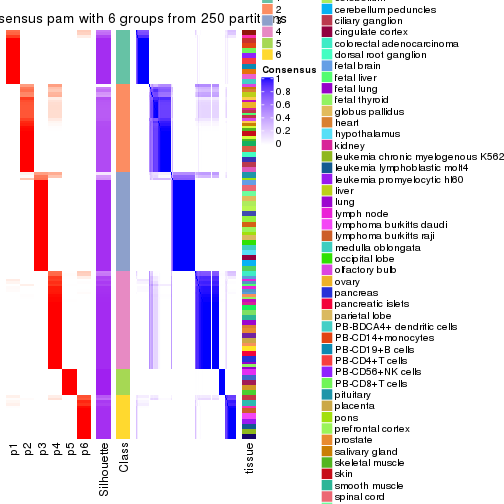 sensus pam with 6 groups from 250 partitions
2
4
5
6
Consensus
1
0.8
0.6
0.4
0.2
0
p1
p2
p3
p4
p5
p6
Silhouette
Class
tissue
cerebellum peduncles
ciliary ganglion
cingulate cortex
colorectal adenocarcinoma
dorsal root ganglion
fetal brain
fetal liver
fetal lung
fetal thyroid
globus pallidus
heart
hypothalamus
kidney
leukemia chronic myelogenous K562
leukemia lymphoblastic molt4
leukemia promyelocytic hl60
liver
lung
lymph node
lymphoma burkitts daudi
lymphoma burkitts raji
medulla oblongata
occipital lobe
olfactory bulb
ovary
pancreas
pancreatic islets
parietal lobe
PB-BDCA4+ dendritic cells
PB-CD14+monocytes
PB-CD19+B cells
PB-CD4+T cells
PB-CD56+NK cells
PB-CD8+T cells
pituitary
placenta
pons
prefrontal cortex
prostate
salivary gland
skeletal muscle
skin
smooth muscle
spinal cord